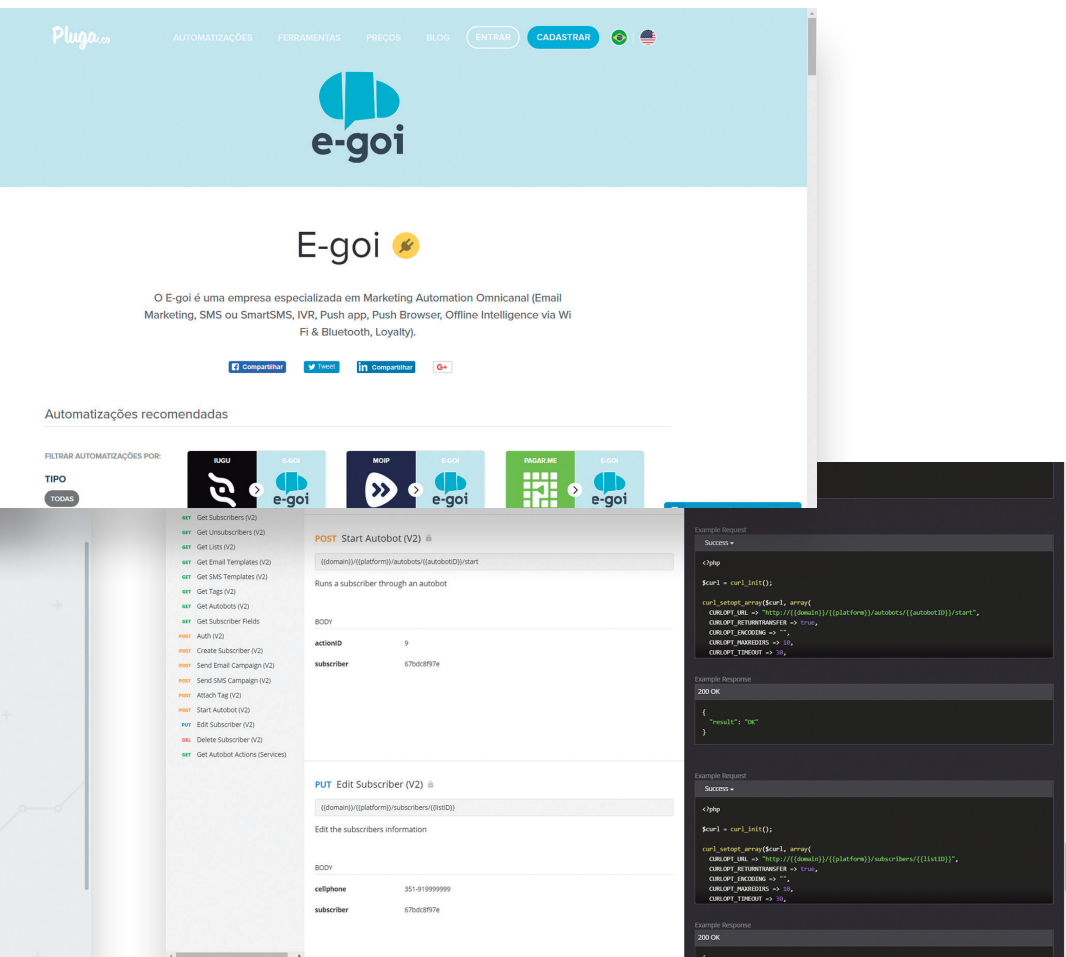 Pluga.co
AUTOMATIZAÇÕES FERRAMENTAS PREÇOS BLOG ENTRAR CADASTRAR
e-goi
E-goi
O E-goi é uma empresa especializada em Marketing Automation Omnicanal (Email
Marketing, SMS ou SmartSMS, IVR, Push app, Push Browser, Offline Intelligence via Wi
Fi & Bluetooth, Loyalty).
Compartilhar Tweet in Compartilhar G+
Automatizações recomendadas
FILTRAR AUTOMATIZAÇÕES POR:
TIPO
TODAS
IUGU E-GOI
e-goi
MOIP E-GOI
e-goi
PAGAR.ME E-GOI
e-goi
GET Get Subscribers (V2)
GET Get Unsubscribers (V2)
GET Get Lists (V2)
GET Get Email Templates (V2)
GET Get SMS Templates (V2)
GET Get Tags (V2)
GET Get Autobots (V2)
GET Get Subscriber Fields
POST Auth (V2)
POST Create Subscriber (V2)
POST Send Email Campaign (V2)
POST Send SMS Campaign (V2)
POST Attach Tag (V2)
POST Start Autobot (V2)
PUT Edit Subscriber (V2)
DEL Delete Subscriber (V2)
GET Get Autobot Actions (Services)
POST Start Autobot (V2)
{{domain}}/{{platform}}/autobots/{{autobotID}}/start
Runs a subscriber through an autobot
BODY
actionID 9
subscriber 67bdc8f97e
PUT Edit Subscriber (V2)
{{domain}}/{{platform}}/subscribers/{{listID}}
Edit the subscribers information
BODY
cellphone 351-919999999
subscriber 67bdc8f97e
Example Request
Success
<?php
$curl = curl_init();
curl_setopt_array($curl, array(
CURLOPT_URL => "http://{{domain}}/{{platform}}/autobots/{{autobotID}}/start",
CURLOPT_RETURNTRANSFER => true,
CURLOPT_ENCODING => "",
CURLOPT_MAXREDIRS => 10,
CURLOPT_TIMEOUT => 30,
Example Response
200 OK
{
"result": "OK"
}
Example Request
Success
<?php
$curl = curl_init();
curl_setopt_array($curl, array(
CURLOPT_URL => "http://{{domain}}/{{platform}}/subscribers/{{listID}}",
CURLOPT_RETURNTRANSFER => true,
CURLOPT_ENCODING => "",
CURLOPT_MAXREDIRS => 10,
CURLOPT_TIMEOUT => 30,
Example Response
200 OK
{